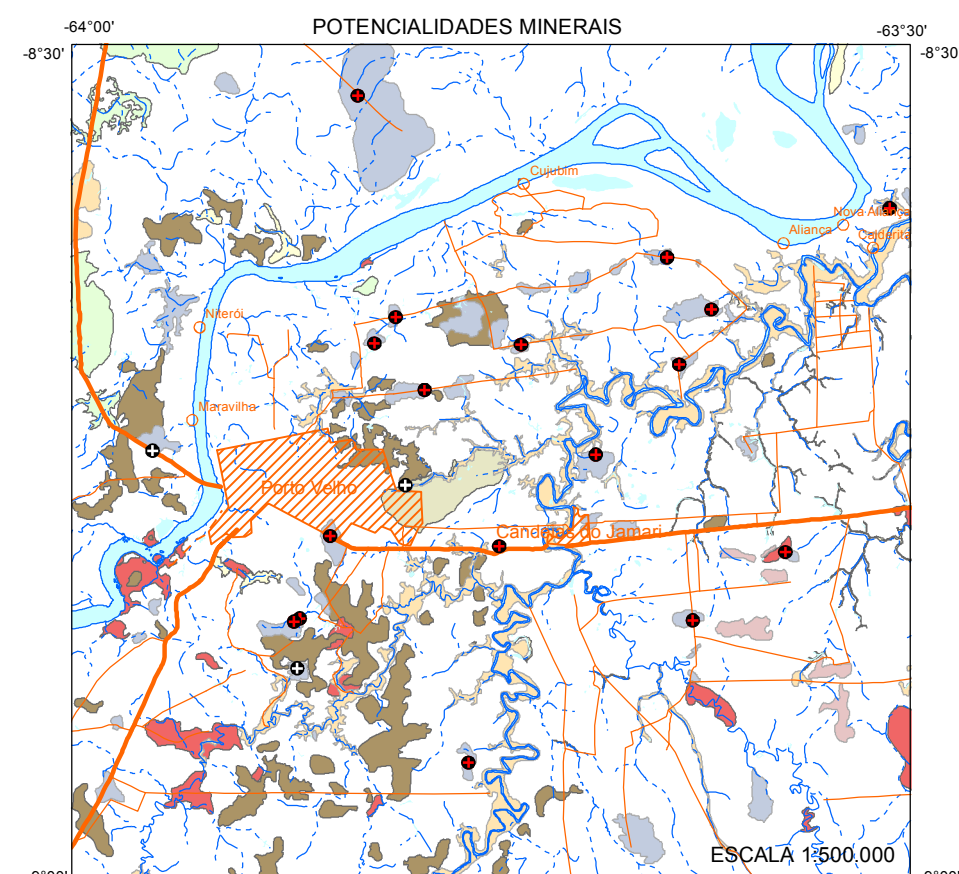 POTENCIALIDADES MINERAIS
-64°00'
-63°30'
-8°30'
-8°30'
Cujubim
Nova Aliança
Aliança
Calderita
Niterói
Maravilha
Porto Velho
Candeias do Jamari
ESCALA 1:500.000